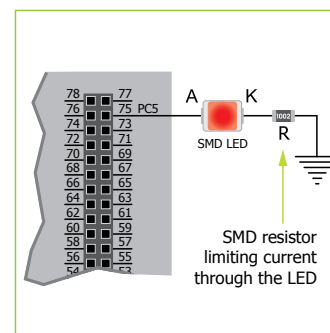 78 77
76 75 PC5
74 73
72 71
70 69
68 67
66 65
64 63
62 61
60 59
58 57
56 55
54 53
A K
1002
R
SMD LED
SMD resistor
limiting current
through the LED